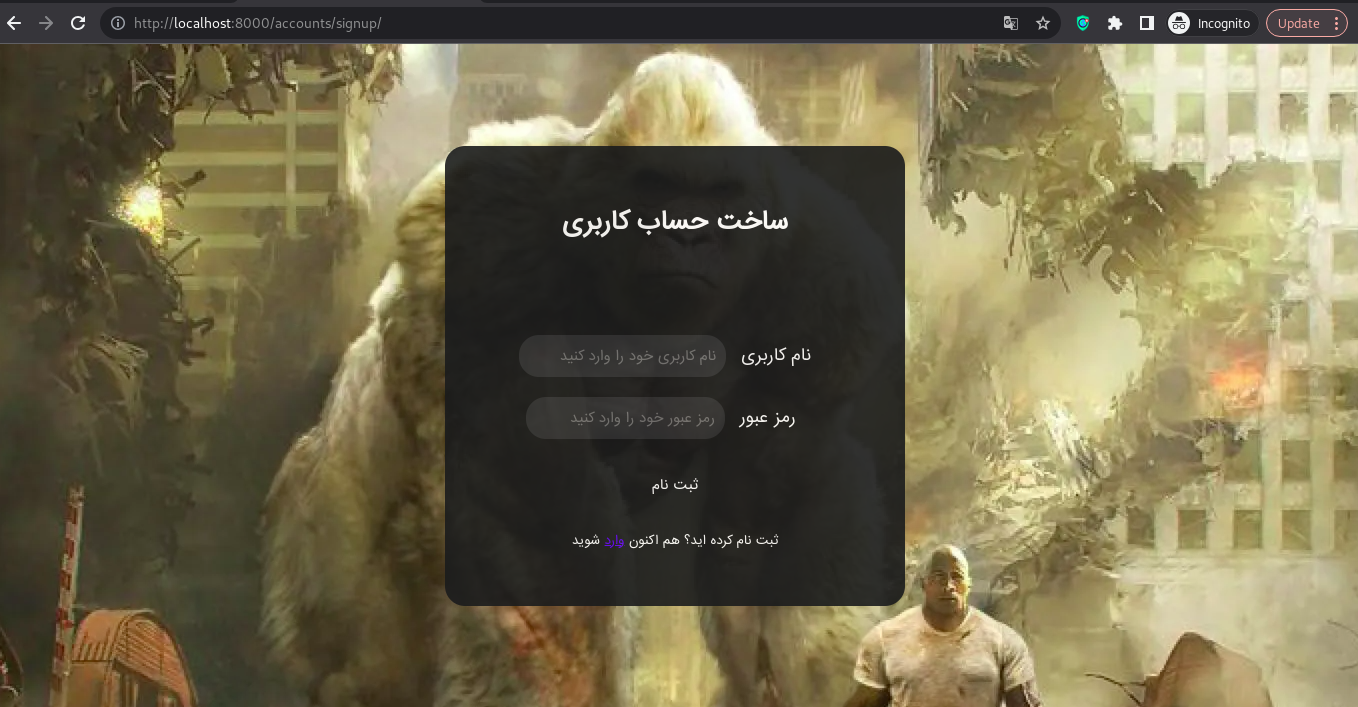 http://localhost:8000/accounts/signup/
Incognito
Update
ساخت حساب کاربری
نام کاربری
نام کاربری خود را وارد کنید
رمز عبور
رمز عبور خود را وارد کنید
ثبت نام
ثبت نام کرده اید؟ هم اکنون وارد شوید